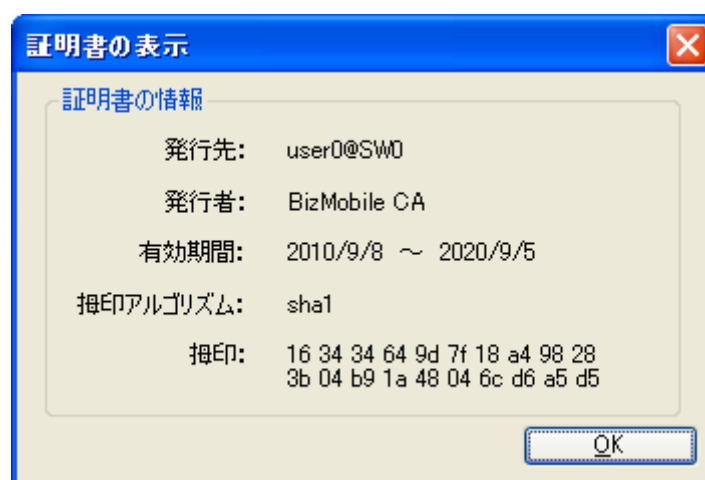 証明書の表示
証明書の情報
発行先: user0@SW0
発行者: BizMobile CA
有効期間: 2010/9/8 ～ 2020/9/5
拇印アルゴリズム: sha1
拇印: 16 34 34 64 9d 7f 18 a4 98 28
3b 04 b9 1a 48 04 6c d6 a5 d5
OK